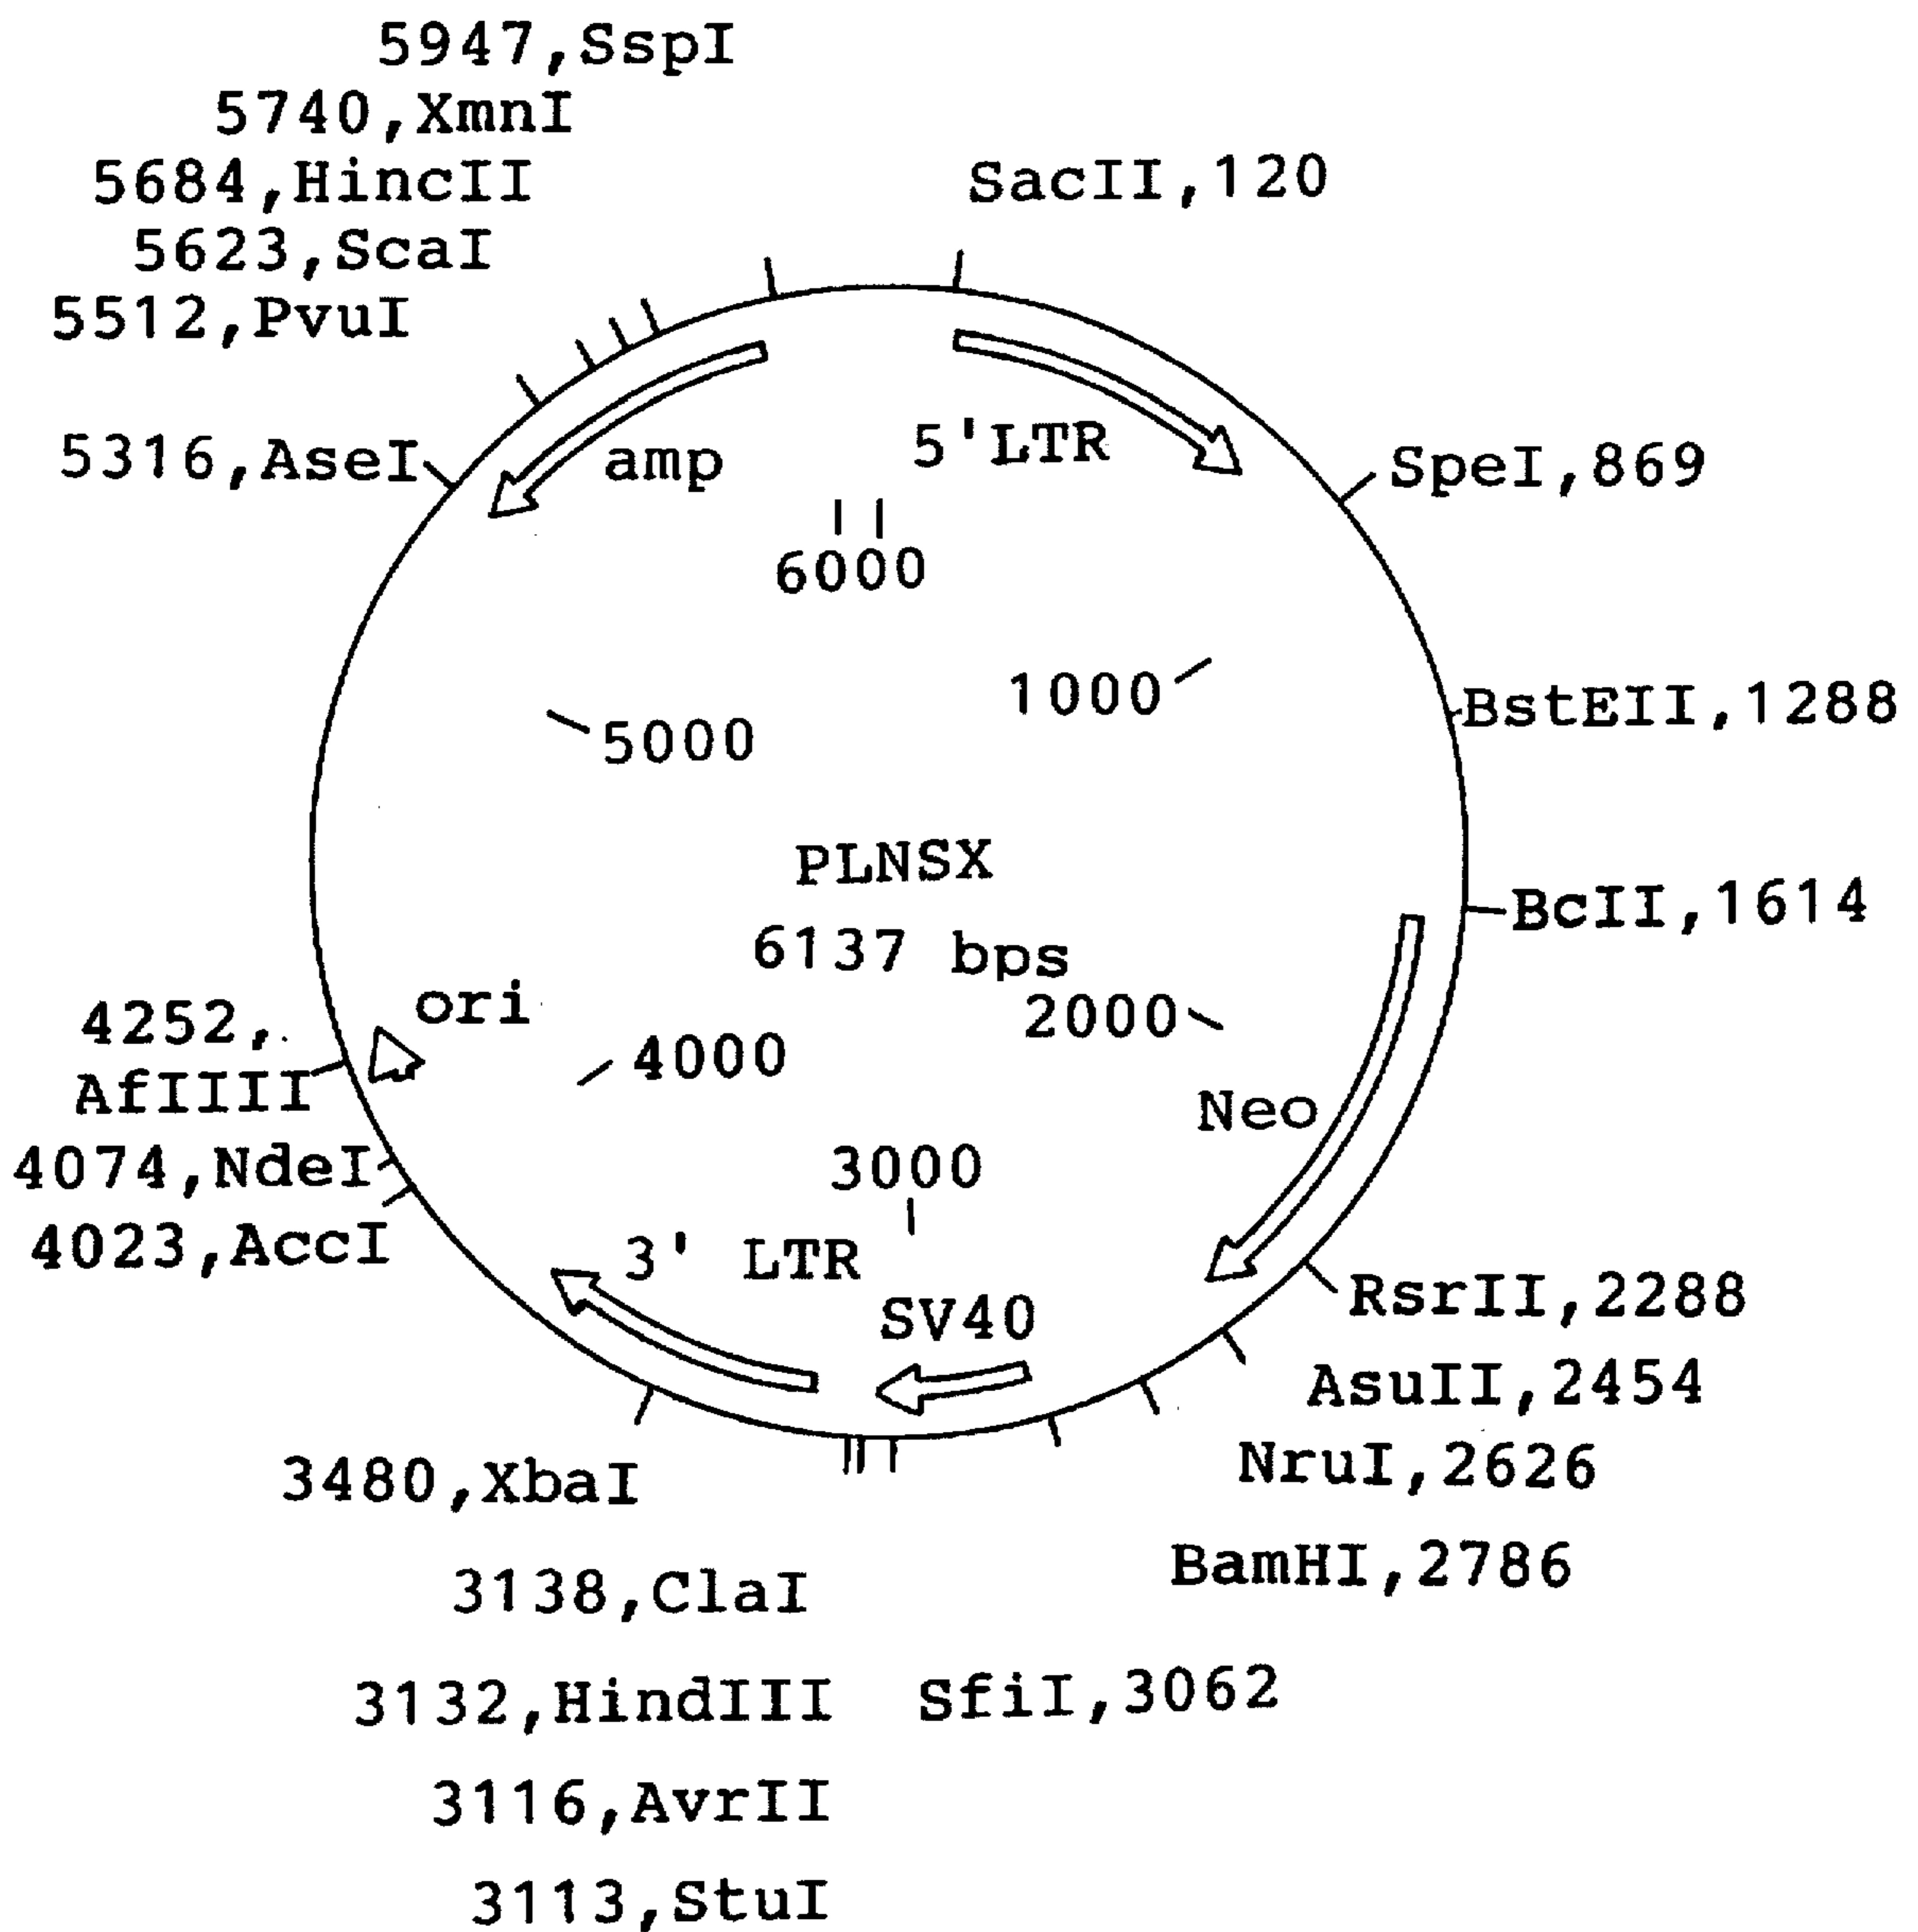 5947,SspI
5740,XmnI
5684,HincII
5623,ScaI
5512,PvuI
5316,AseI
SacII,120
SpeI,869
BstEII,1288
BcII,1614
RsrII,2288
AsuII,2454
NruI,2626
BamHI,2786
SfiI,3062
3113,StuI
3116,AvrII
3132,HindIII
3138,ClaI
3480,XbaI
4023,AccI
4074,NdeI
4252,
AfIIII
amp
5'LTR
6000
1000
5000
PLNSX
6137 bps
2000
ori
4000
Neo
3000
3' LTR
SV40